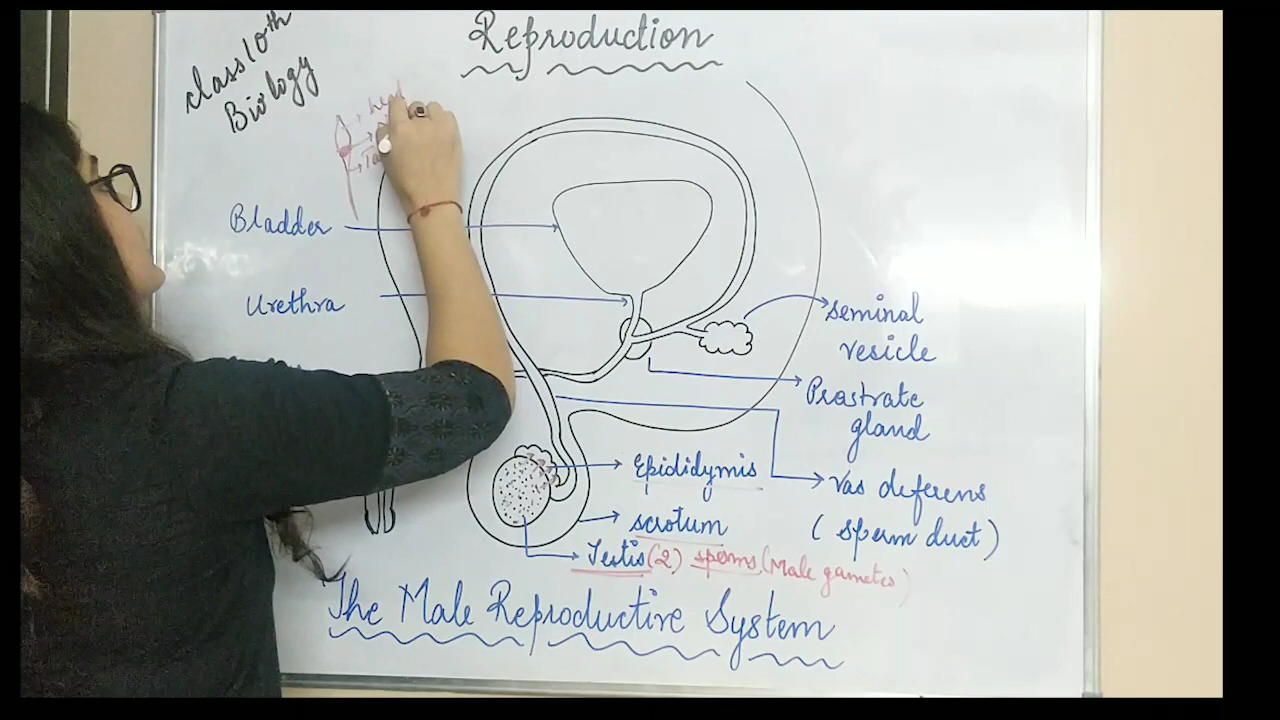 Reproduction
class 10th
Biology
head
Bladder
Urethra
seminal
vesicle
Prostrate
gland
Epididymis
vas deferens
(sperm duct)
scrotum
Testis (2) sperms (Male gametes)
The Male Reproductive System